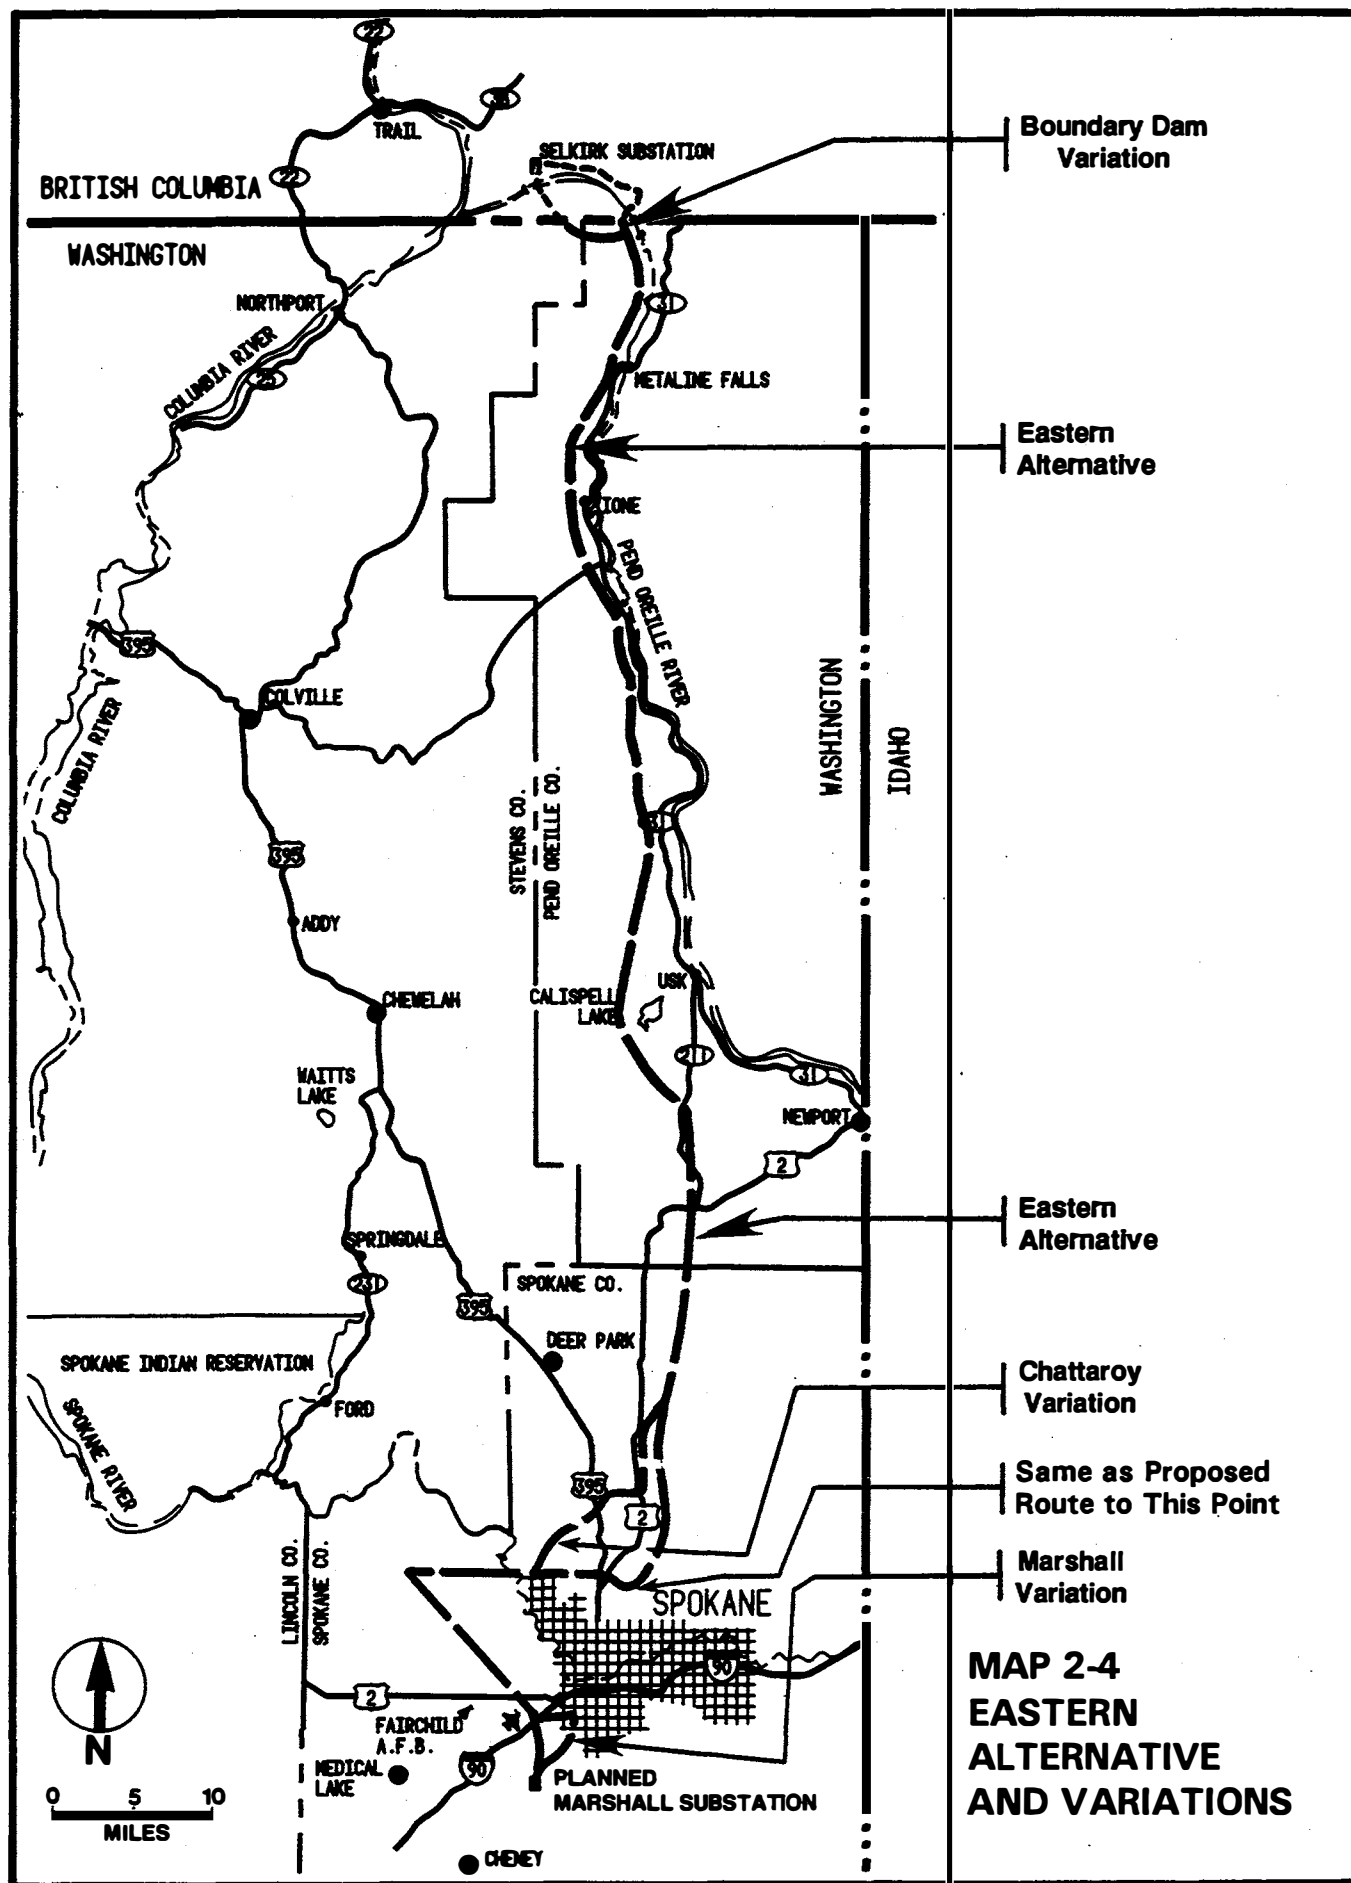 22
3B
TRAIL
SELKIRK SUBSTATION
Boundary Dam
Variation
22
BRITISH COLUMBIA
WASHINGTON
NORTHPORT
31
COLUMBIA RIVER
25
METALINE FALLS
Eastern
Alternative
IONE
PEND OREILLE RIVER
395
COLVILLE
COLUMBIA RIVER
WASHINGTON
IDAHO
STEVENS CO.
PEND OREILLE CO.
31
395
ADDY
USK
CHEWELAH
CALISPELL
LAKE
211
WAITTS
LAKE
31
NEWPORT
2
Eastern
Alternative
SPRINGDALE
231
SPOKANE CO.
395
DEER PARK
SPOKANE INDIAN RESERVATION
Chattaroy
Variation
FORD
SPOKANE RIVER
395
2
Same as Proposed
Route to This Point
LINCOLN CO.
SPOKANE CO.
Marshall
Variation
SPOKANE
90
N
2
FAIRCHILD
A.F.B.
MEDICAL
LAKE
90
PLANNED
MARSHALL SUBSTATION
0 5 10
MILES
CHENEY
MAP 2-4
EASTERN
ALTERNATIVE
AND VARIATIONS